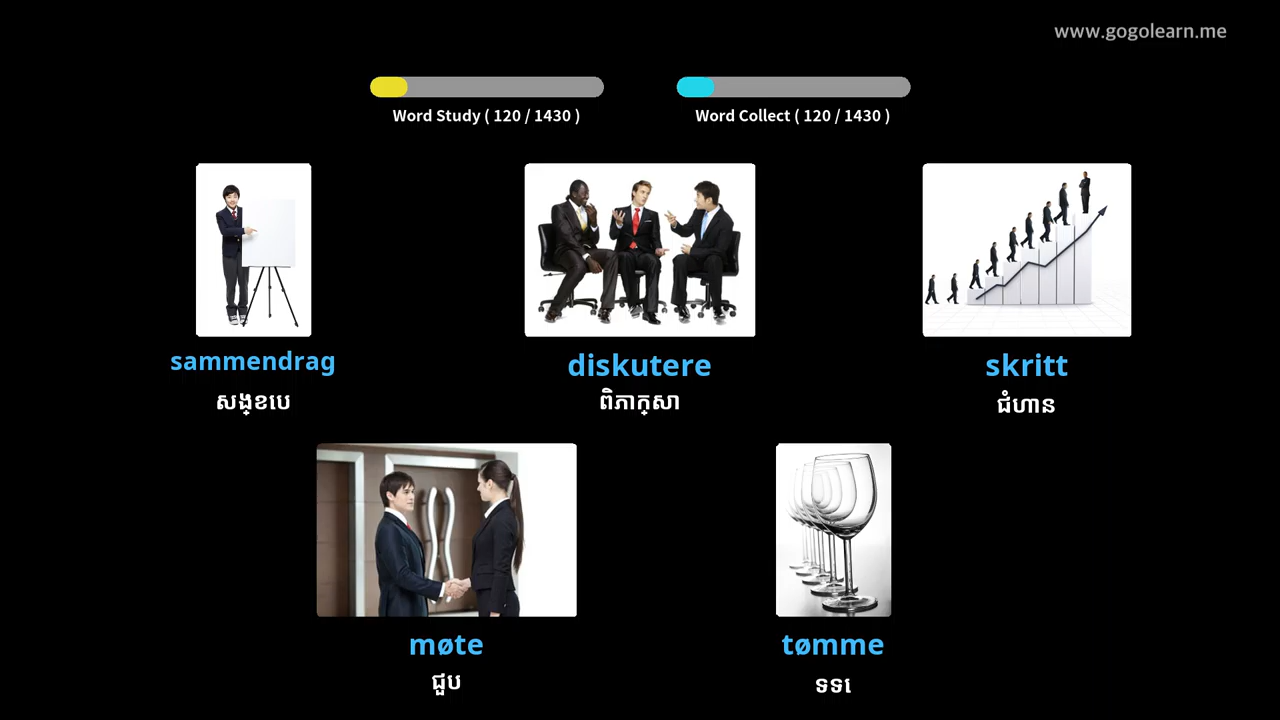 www.gogolearn.me
Word Study ( 120 / 1430 )
Word Collect ( 120 / 1430 )
sammendrag
សង្ខេប
diskutere
ពិភាក្សា
skritt
ជំហាន
møte
ជួប
tømme
ទទេ